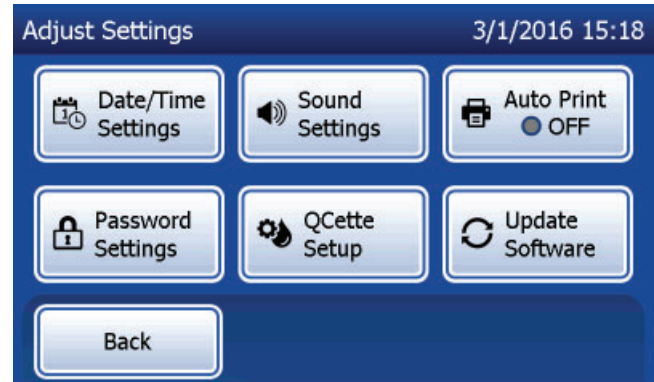 Adjust Settings 3/1/2016 15:18
Date/Time
Settings
Sound
Settings
Auto Print
OFF
Password
Settings
QCette
Setup
Update
Software
Back